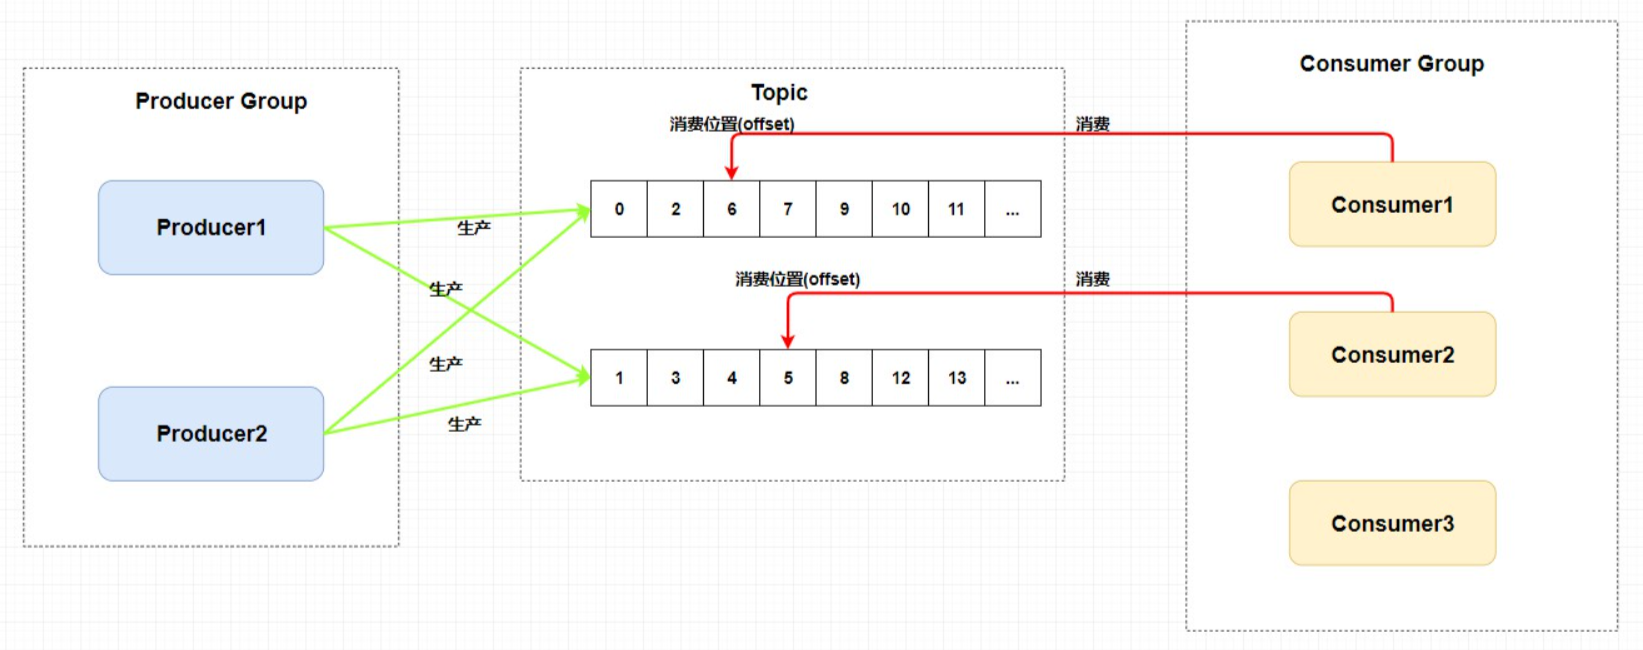 Producer Group
Producer1
Producer2
生产
生产
生产
生产
Topic
消费位置(offset)
0 2 6 7 9 10 11 ...
消费位置(offset)
1 3 4 5 8 12 13 ...
消费
消费
Consumer Group
Consumer1
Consumer2
Consumer3